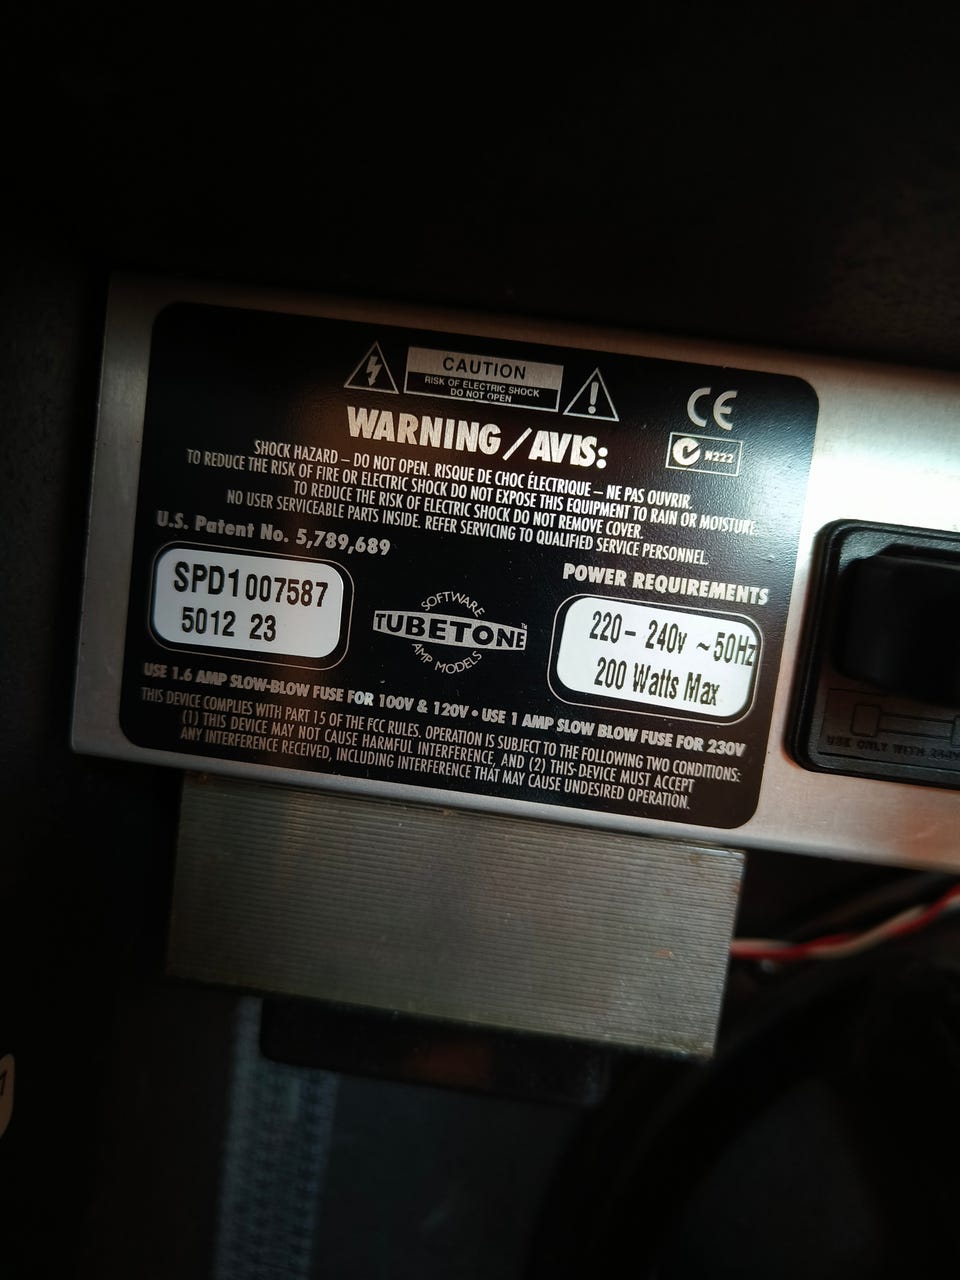 CAUTION
RISK OF ELECTRIC SHOCK
DO NOT OPEN
CE
N222
WARNING / AVIS:
SHOCK HAZARD – DO NOT OPEN. RISQUE DE CHOC ÉLECTRIQUE – NE PAS OUVRIR.
TO REDUCE THE RISK OF FIRE OR ELECTRIC SHOCK DO NOT EXPOSE THIS EQUIPMENT TO RAIN OR MOISTURE.
TO REDUCE THE RISK OF ELECTRIC SHOCK DO NOT REMOVE COVER.
NO USER SERVICEABLE PARTS INSIDE. REFER SERVICING TO QUALIFIED SERVICE PERSONNEL.
U.S. Patent No. 5,789,689
SPD1007587
5012 23
SOFTWARE
TUBETONE™
AMP MODELS
POWER REQUIREMENTS
220- 240v ~50Hz
200 Watts Max
USE 1.6 AMP SLOW-BLOW FUSE FOR 100V & 120V • USE 1 AMP SLOW BLOW FUSE FOR 230V
THIS DEVICE COMPLIES WITH PART 15 OF THE FCC RULES. OPERATION IS SUBJECT TO THE FOLLOWING TWO CONDITIONS:
(1) THIS DEVICE MAY NOT CAUSE HARMFUL INTERFERENCE, AND (2) THIS DEVICE MUST ACCEPT
ANY INTERFERENCE RECEIVED, INCLUDING INTERFERENCE THAT MAY CAUSE UNDESIRED OPERATION.
USE ONLY WITH